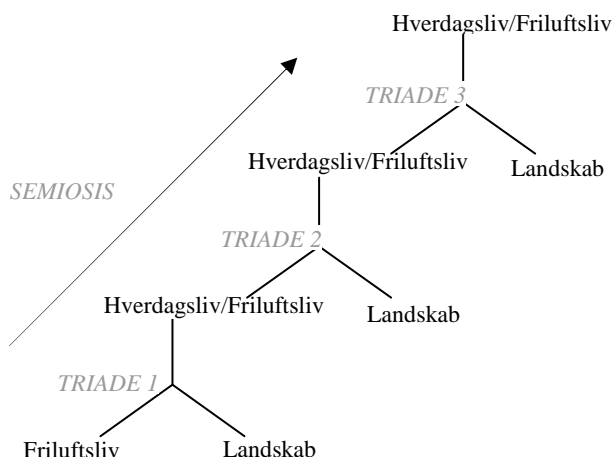 Hverdagsliv/Friluftsliv
TRIADE 3
Hverdagsliv/Friluftsliv
Landskab
SEMIOSIS
TRIADE 2
Hverdagsliv/Friluftsliv
Landskab
TRIADE 1
Friluftsliv
Landskab